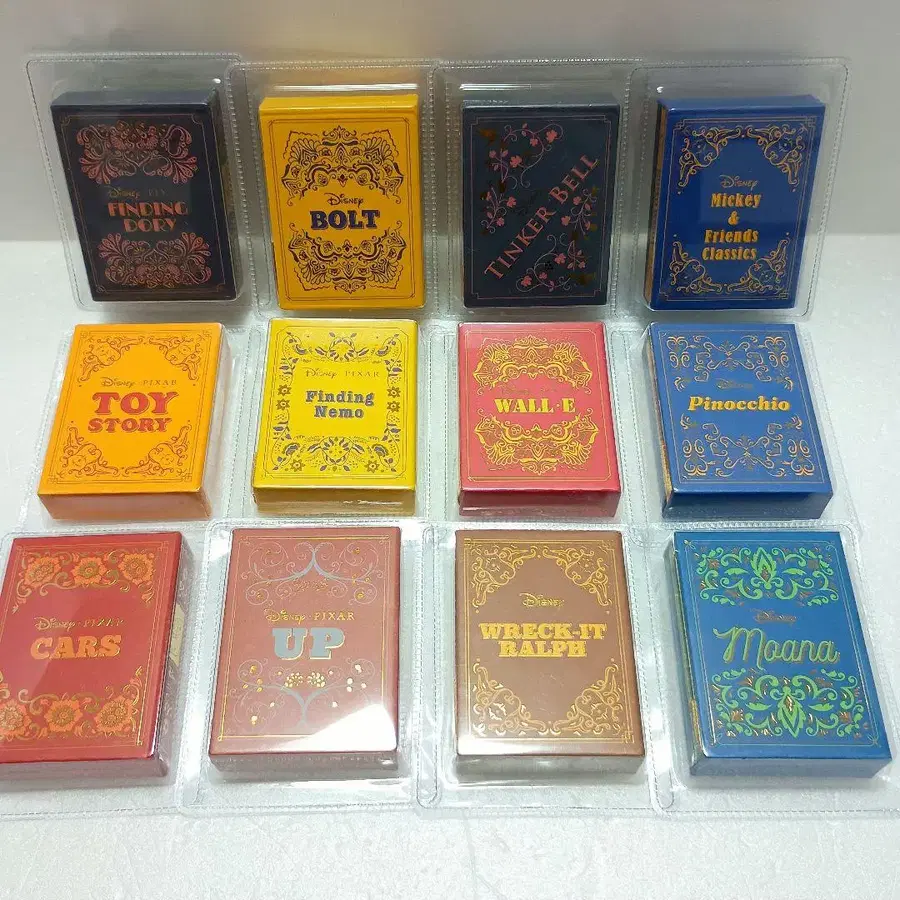 Disney PIXAR
FINDING
DORY
Disney
BOLT
TINKER BELL
Disney
Mickey
&
Friends
Classics
Disney · PIXAR
TOY
STORY
Disney · PIXAR
Finding
Nemo
WALL·E
Disney
Pinocchio
Disney · PIXAR
CARS
Disney · PIXAR
UP
Disney
WRECK-IT
RALPH
Disney
Moana